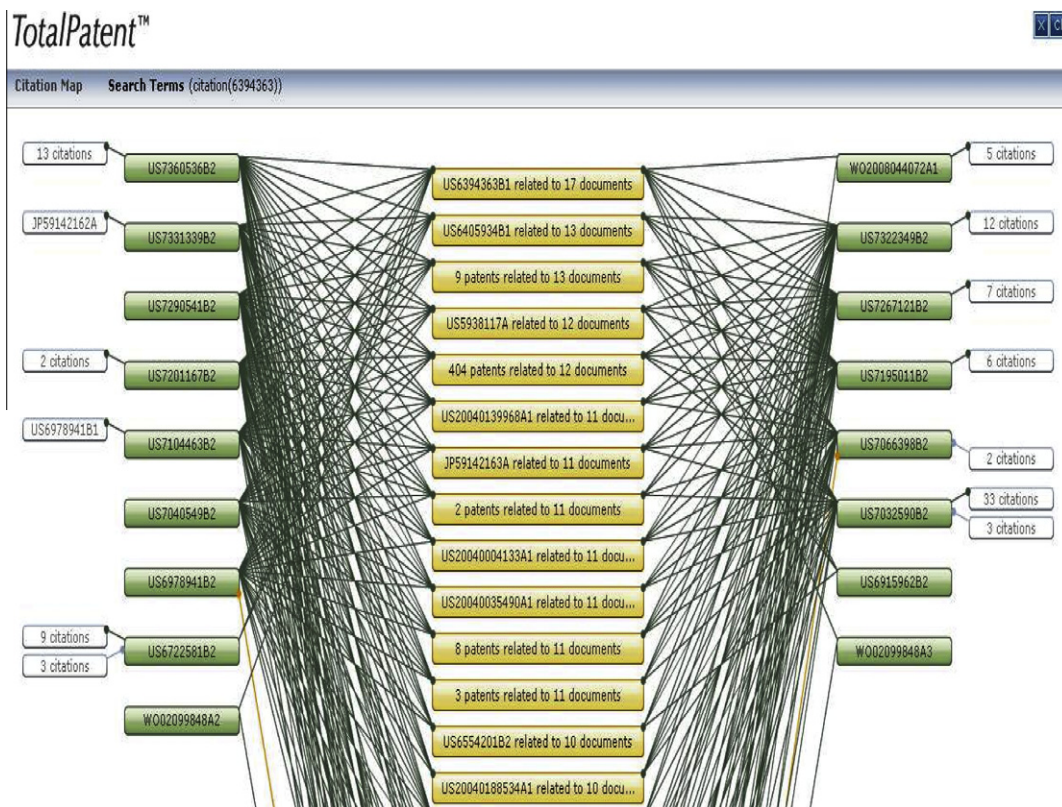 TotalPatent™
X
Citation Map Search Terms (citation(6394363))
13 citations
US7360536B2
US6394363B1 related to 17 documents
WO2008044072A1
5 citations
JP59142162A
US7331339B2
US6405934B1 related to 13 documents
US7322349B2
12 citations
9 patents related to 13 documents
US7290541B2
US5938117A related to 12 documents
US7267121B2
7 citations
2 citations
US7201167B2
404 patents related to 12 documents
US7195011B2
6 citations
US20040139968A1 related to 11 docu...
US6978941B1
US7104463B2
JP59142163A related to 11 documents
US7066398B2
2 citations
US7040549B2
2 patents related to 11 documents
US7032590B2
33 citations
3 citations
US20040004133A1 related to 11 docu...
US6978941B2
US20040035490A1 related to 11 docu...
US6915962B2
9 citations
3 citations
US6722581B2
8 patents related to 11 documents
WO02099848A3
3 patents related to 11 documents
WO02099848A2
US6554201B2 related to 10 documents
US20040188534A1 related to 10 docu...